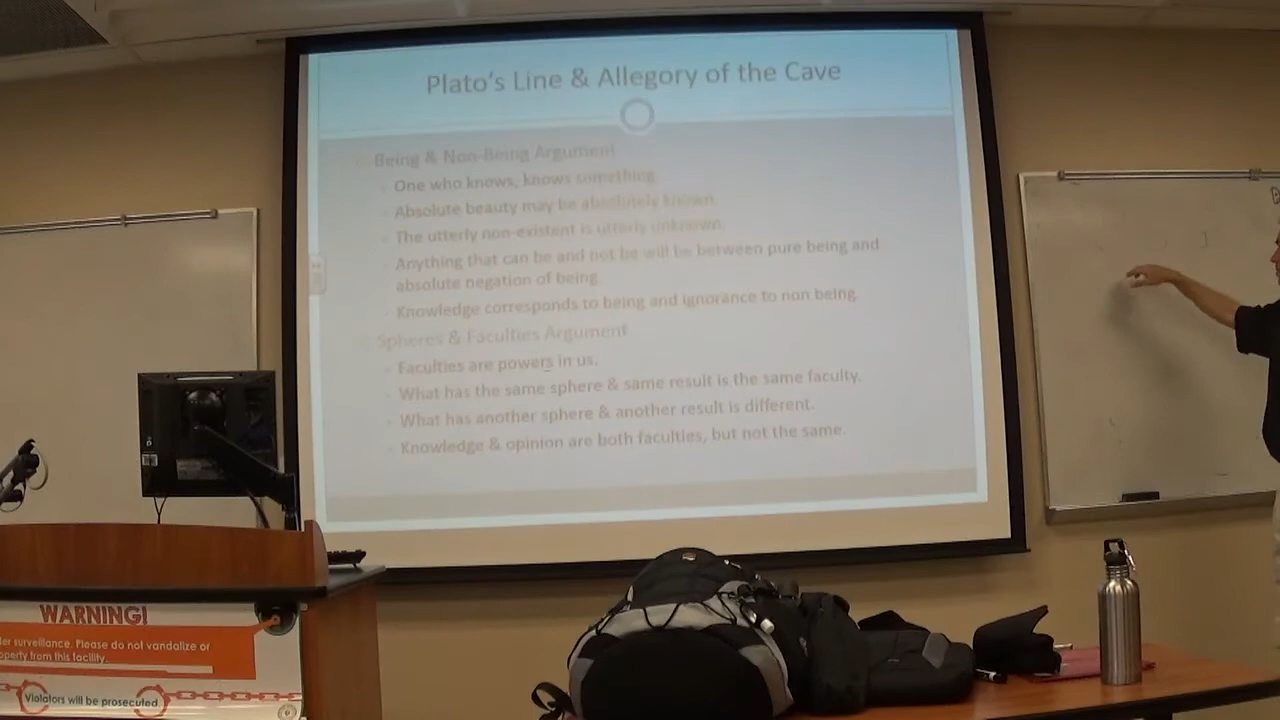 Plato's Line & Allegory of the Cave
Being & Non-Being Argument
One who knows, knows something.
Absolute beauty may be absolutely known.
The utterly non-existent is utterly unknown.
Anything that can be and not be will be between pure being and
absolute negation of being.
Knowledge corresponds to being and ignorance to non being.
Spheres & Faculties Argument
Faculties are powers in us.
What has the same sphere & same result is the same faculty.
What has another sphere & another result is different.
Knowledge & opinion are both faculties, but not the same.
WARNING!
er surveillance. Please do not vandalize or
operty from this facility.
Violators will be prosecuted.